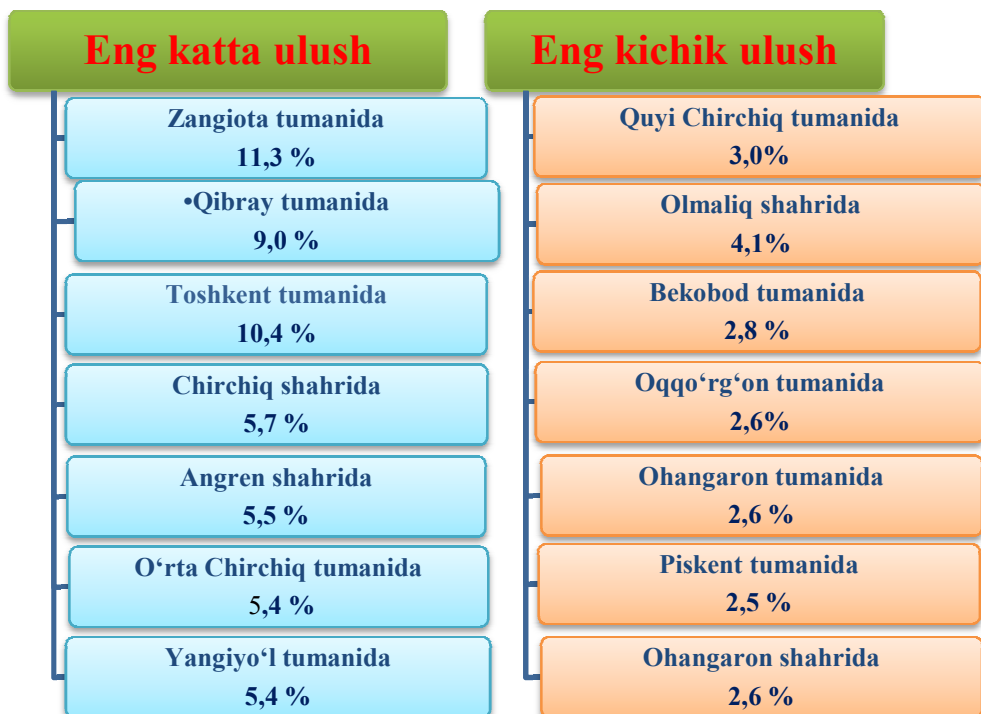 Eng katta ulush
Zangiota tumanida
11,3 %
•Qibray tumanida
9,0 %
Toshkent tumanida
10,4 %
Chirchiq shahrida
5,7 %
Angren shahrida
5,5 %
O‘rta Chirchiq tumanida
5,4 %
Yangiyo‘l tumanida
5,4 %
Eng kichik ulush
Quyi Chirchiq tumanida
3,0%
Olmaliq shahrida
4,1%
Bekobod tumanida
2,8 %
Oqqo‘rg‘on tumanida
2,6%
Ohangaron tumanida
2,6 %
Piskent tumanida
2,5 %
Ohangaron shahrida
2,6 %